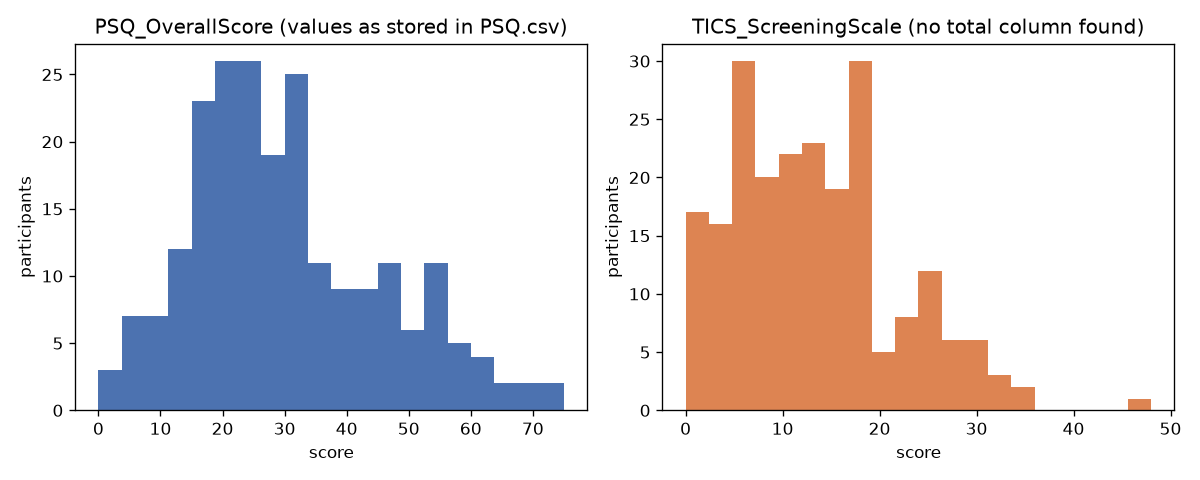 PSQ_OverallScore (values as stored in PSQ.csv)
participants
25
20
15
10
5
0
0 10 20 30 40 50 60 70
score
TICS_ScreeningScale (no total column found)
participants
30
25
20
15
10
5
0
0 10 20 30 40 50
score